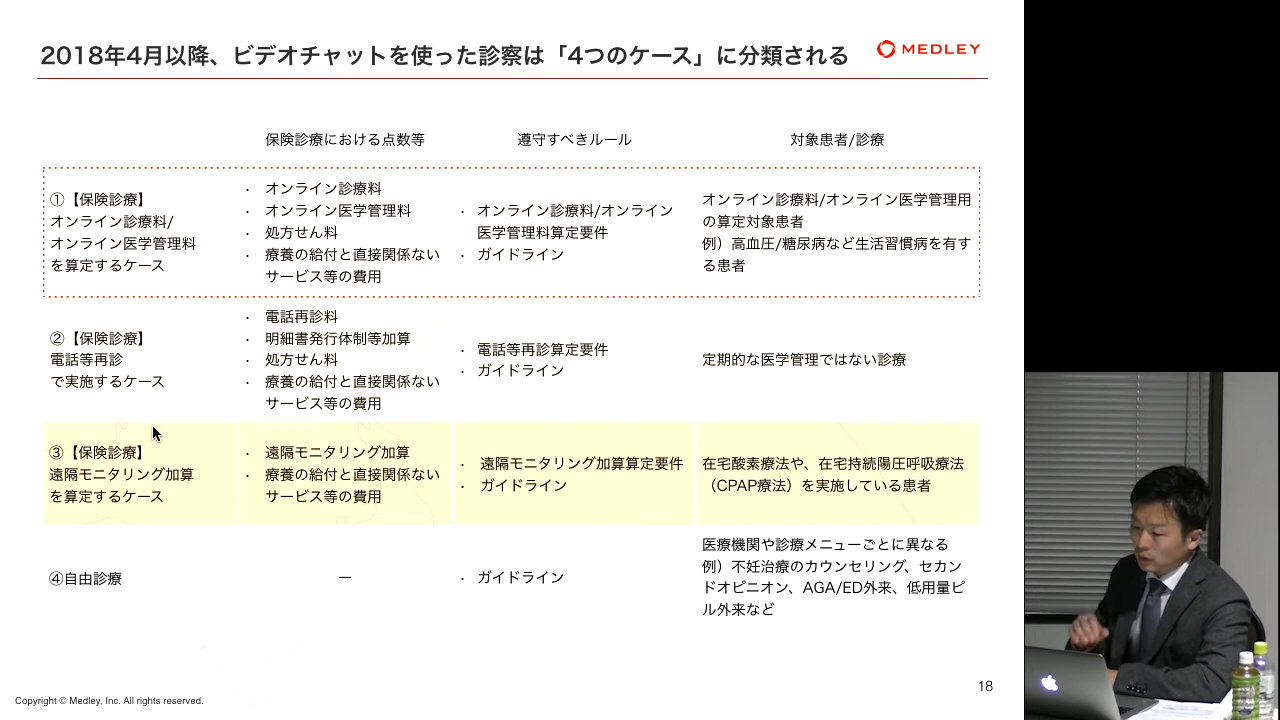 2018年4月以降、ビデオチャットを使った診察は「4つのケース」に分類される
MEDLEY
保険診療における点数等
遵守すべきルール
対象患者/診療
①【保険診療】
オンライン診療料/
オンライン医学管理料
を算定するケース
・ オンライン診療料
・ オンライン医学管理料
・ 処方せん料
・ 療養の給付と直接関係ない
サービス等の費用
・ オンライン診療料/オンライン
医学管理料算定要件
・ ガイドライン
オンライン診療料/オンライン医学管理用
の算定対象患者
例）高血圧/糖尿病など生活習慣病を有す
る患者
②【保険診療】
電話等再診
で実施するケース
・ 電話再診料
・ 明細書発行体制等加算
・ 処方せん料
・ 療養の給付と直接関係ない
サービス等の費用
・ 電話等再診算定要件
・ ガイドライン
定期的な医学管理ではない診療
③【保険診療】
遠隔モニタリング加算
を算定するケース
・ 遠隔モニタリング加算
・ 療養の給付と直接関係ない
サービス等の費用
・ 遠隔モニタリング加算算定要件
・ ガイドライン
在宅酸素療法や、在宅持続陽圧呼吸療法
（CPAP療法）を実施している患者
④自由診療
ー
・ ガイドライン
医療機関や診療メニューごとに異なる
例）不妊治療のカウンセリング、セカン
ドオピニオン、AGA/ED外来、低用量ピ
ル外来など
18
Copyright © Medley, Inc. All rights reserved.